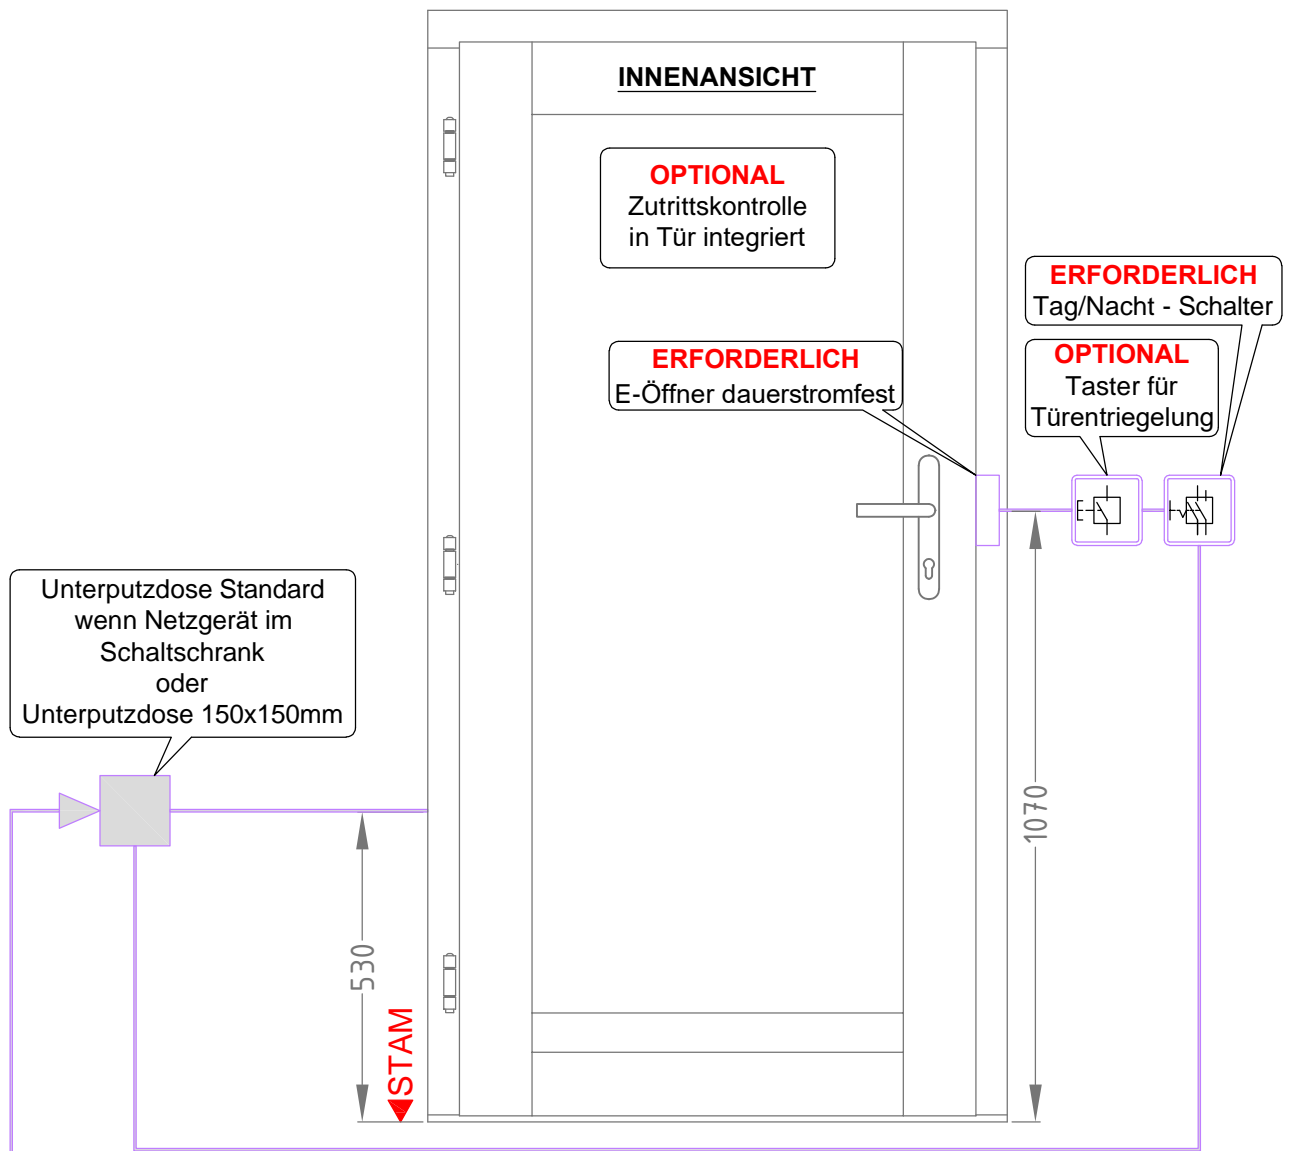 INNENANSICHT
OPTIONAL
Zutrittskontrolle
in Tür integriert
ERFORDERLICH
Tag/Nacht - Schalter
ERFORDERLICH
E-Öffner dauerstromfest
OPTIONAL
Taster für
Türentriegelung
Unterputzdose Standard
wenn Netzgerät im
Schaltschrank
oder
Unterputzdose 150x150mm
1070
530
STAM